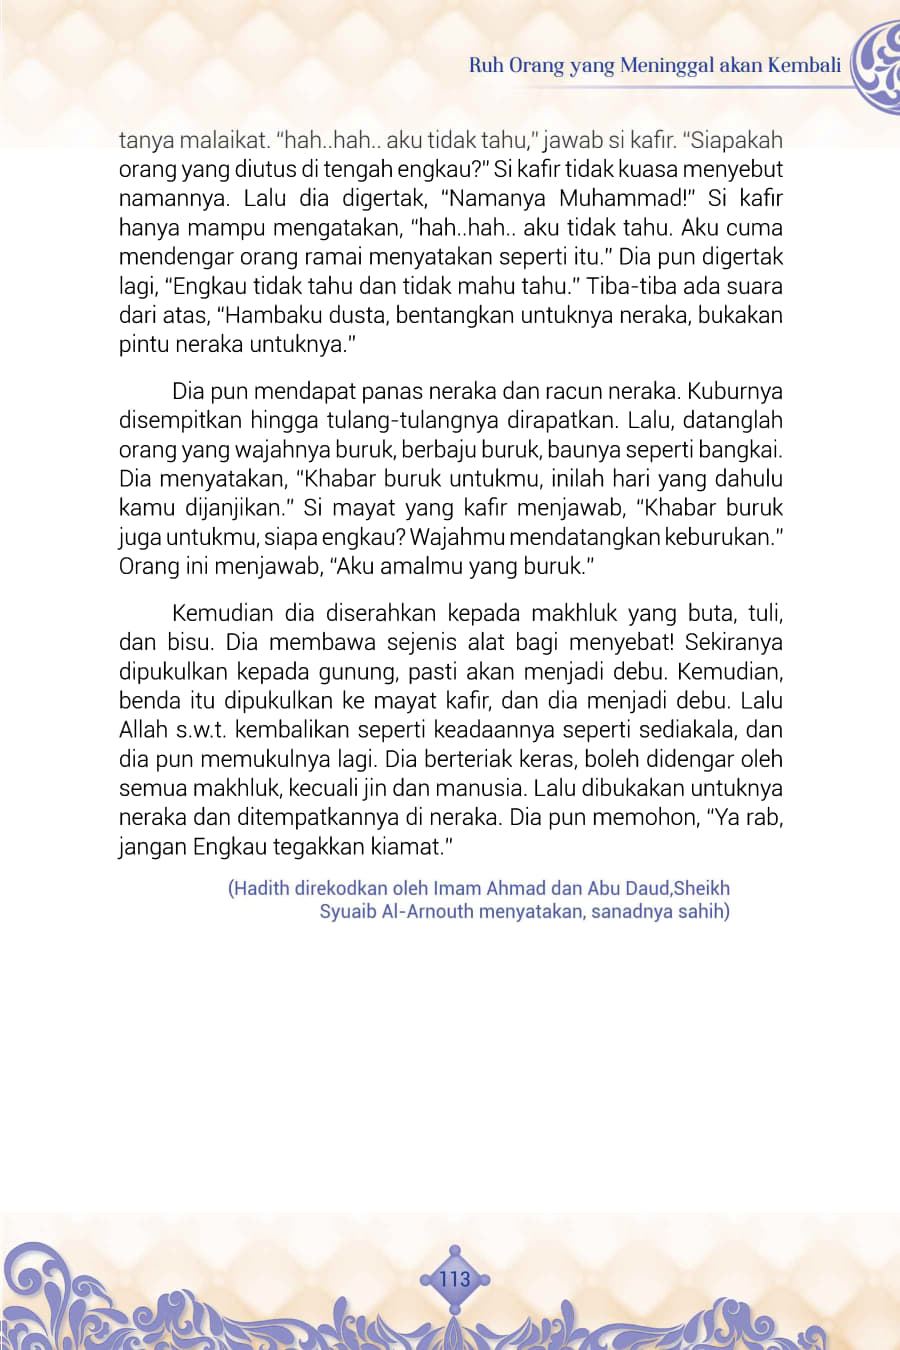 Ruh Orang yang Meninggal akan Kembali
tanya malaikat. “hah..hah.. aku tidak tahu,” jawab si kafir. “Siapakah
orang yang diutus di tengah engkau?” Si kafir tidak kuasa menyebut
namannya. Lalu dia digertak, “Namanya Muhammad!” Si kafir
hanya mampu mengatakan, “hah..hah.. aku tidak tahu. Aku cuma
mendengar orang ramai menyatakan seperti itu.” Dia pun digertak
lagi, “Engkau tidak tahu dan tidak mahu tahu.” Tiba-tiba ada suara
dari atas, “Hambaku dusta, bentangkan untuknya neraka, bukakan
pintu neraka untuknya.”
Dia pun mendapat panas neraka dan racun neraka. Kuburnya
disempitkan hingga tulang-tulangnya dirapatkan. Lalu, datanglah
orang yang wajahnya buruk, berbaju buruk, baunya seperti bangkai.
Dia menyatakan, “Khabar buruk untukmu, inilah hari yang dahulu
kamu dijanjikan.” Si mayat yang kafir menjawab, “Khabar buruk
juga untukmu, siapa engkau? Wajahmu mendatangkan keburukan.”
Orang ini menjawab, “Aku amalmu yang buruk.”
Kemudian dia diserahkan kepada makhluk yang buta, tuli,
dan bisu. Dia membawa sejenis alat bagi menyebat! Sekiranya
dipukulkan kepada gunung, pasti akan menjadi debu. Kemudian,
benda itu dipukulkan ke mayat kafir, dan dia menjadi debu. Lalu
Allah s.w.t. kembalikan seperti keadaannya seperti sediakala, dan
dia pun memukulnya lagi. Dia berteriak keras, boleh didengar oleh
semua makhluk, kecuali jin dan manusia. Lalu dibukakan untuknya
neraka dan ditempatkannya di neraka. Dia pun memohon, “Ya rab,
jangan Engkau tegakkan kiamat.”
(Hadith direkodkan oleh Imam Ahmad dan Abu Daud,Sheikh
Syuaib Al-Arnouth menyatakan, sanadnya sahih)
113